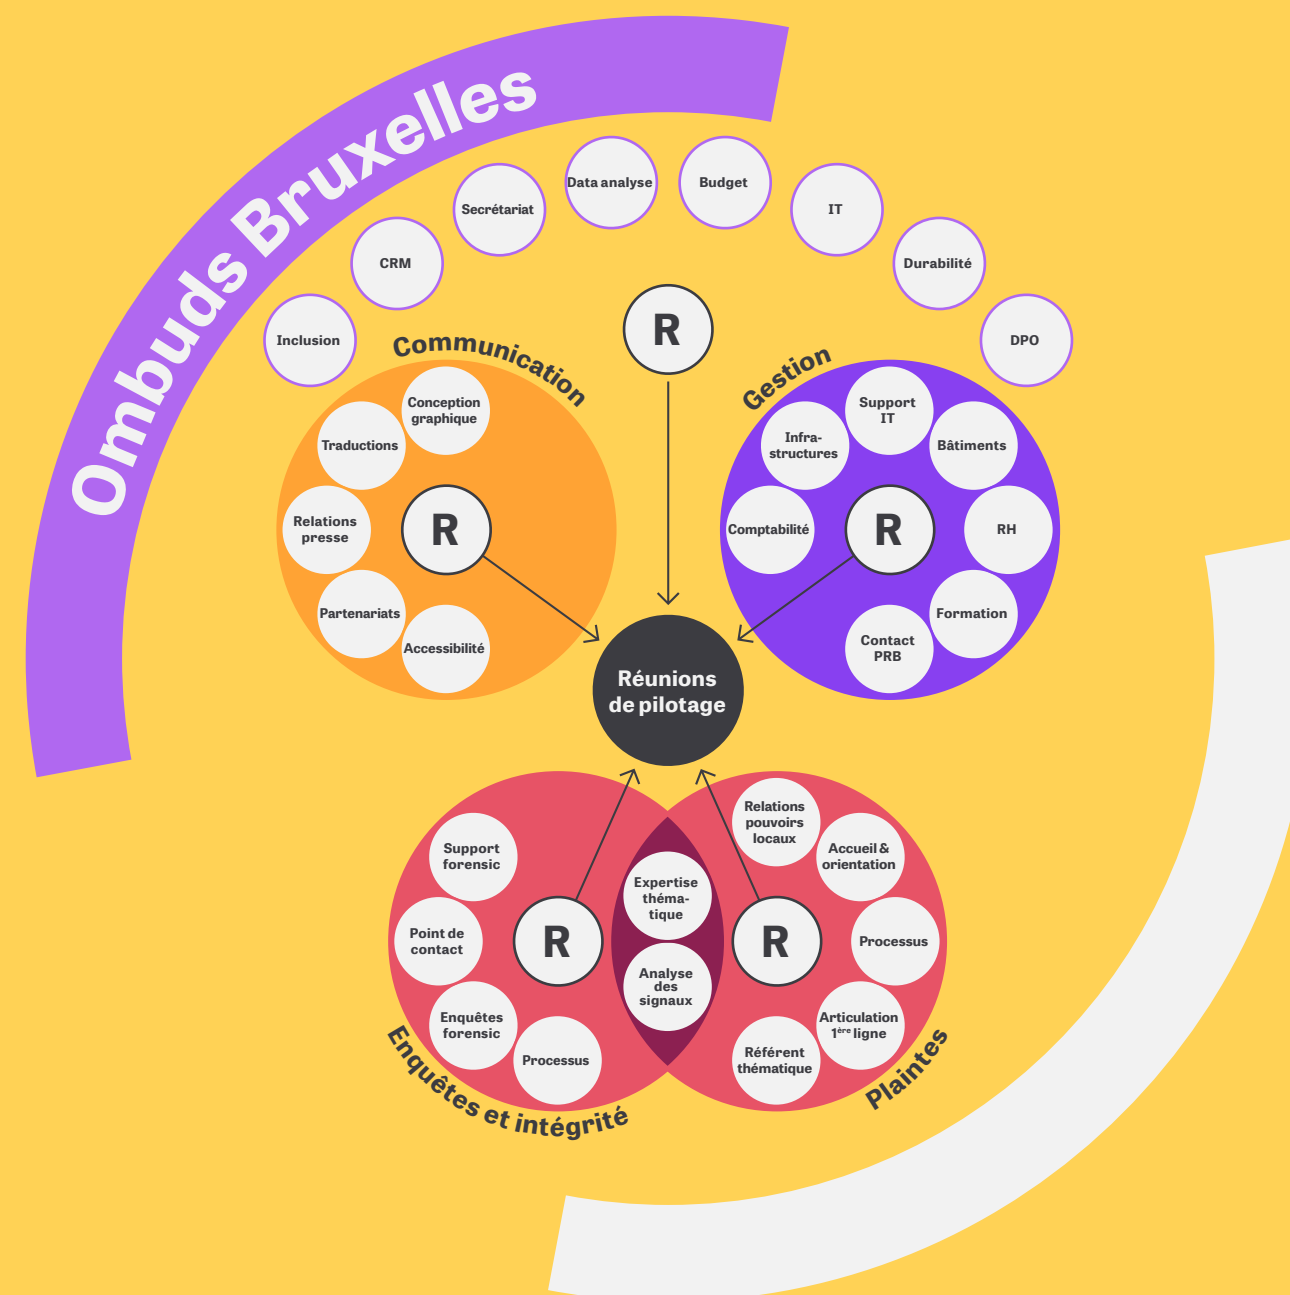 Ombuds Bruxelles
Inclusion
CRM
Secrétariat
Data analyse
Budget
IT
Durabilité
DPO
R
Communication
Conception
graphique
Traductions
Relations
presse
Partenariats
Accessibilité
R
Gestion
Support
IT
Infra-
structures
Bâtiments
Comptabilité
R
RH
Formation
Contact
PRB
Réunions
de pilotage
Support
forensic
Point de
contact
Enquêtes
forensic
Processus
R
Enquêtes et intégrité
Expertise
théma-
tique
Analyse
des
signaux
Relations
pouvoirs
locaux
Accueil &
orientation
R
Processus
Articulation
1ère ligne
Référent
thématique
Plaintes